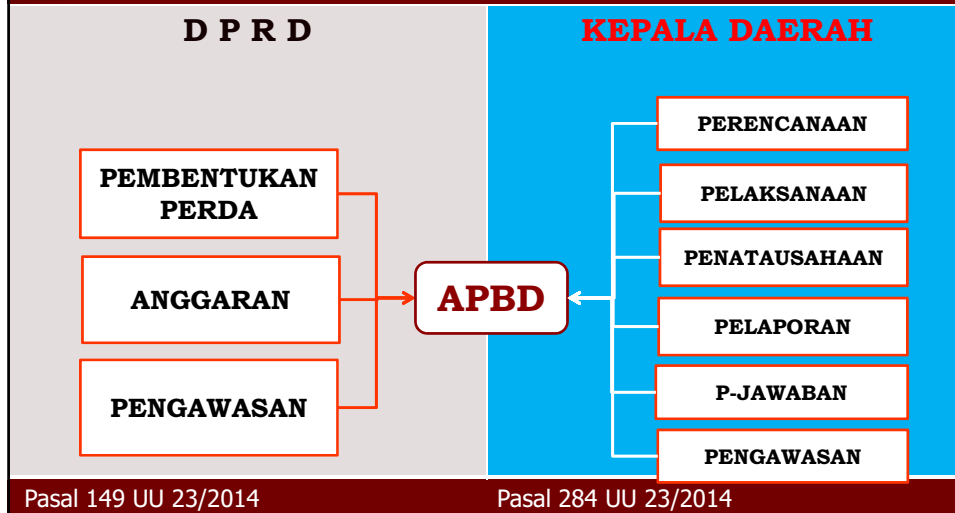 D P R D
PEMBENTUKAN
PERDA
ANGGARAN
PENGAWASAN
APBD
KEPALA DAERAH
PERENCANAAN
PELAKSANAAN
PENATAUSAHAAN
PELAPORAN
P-JAWABAN
PENGAWASAN
Pasal 149 UU 23/2014
Pasal 284 UU 23/2014